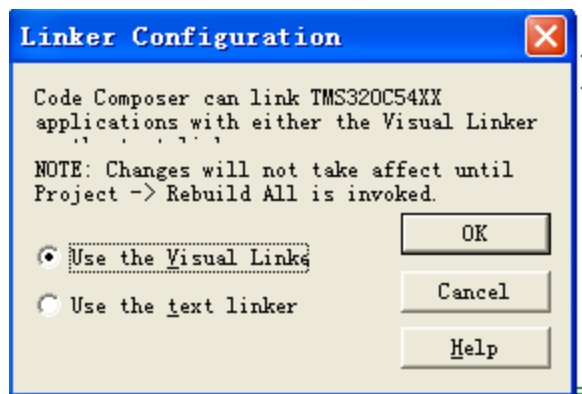 Linker Configuration
Code Composer can link TMS320C54XX
applications with either the Visual Linker
NOTE: Changes will not take affect until
Project -> Rebuild All is invoked.
Use the Visual Linke
Use the text linker
OK
Cancel
Help